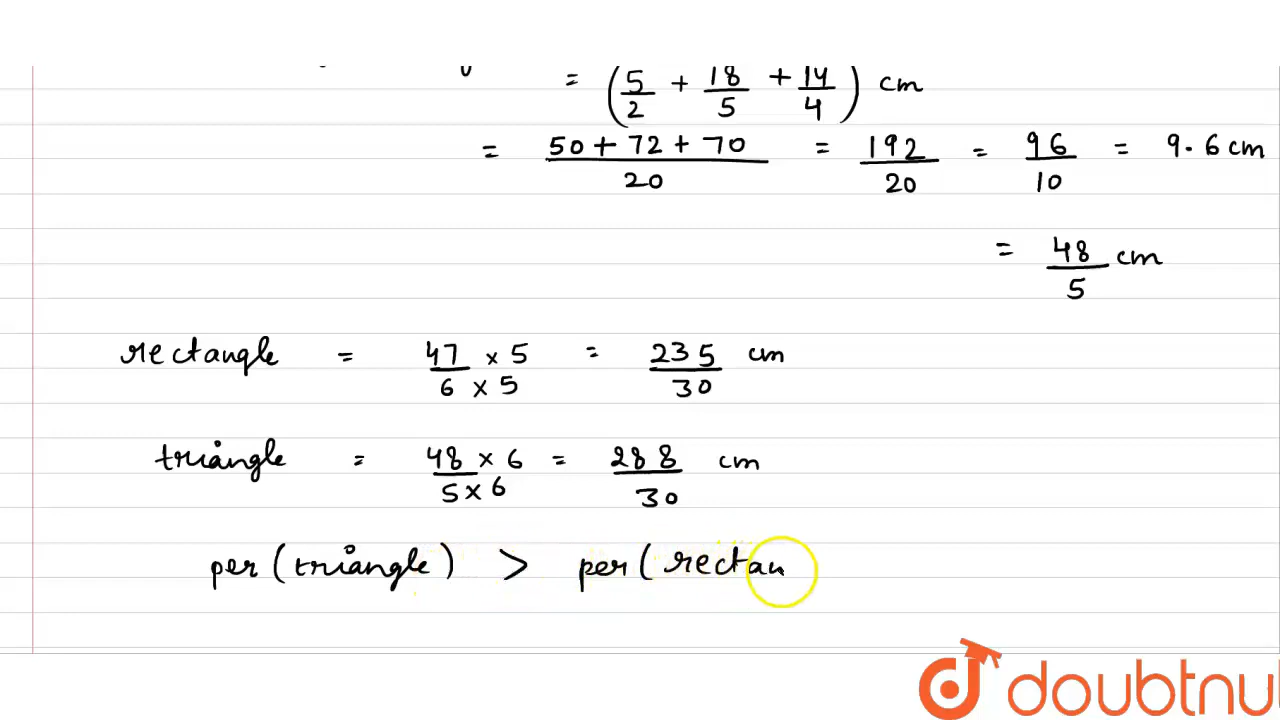 = (5/2 + 18/5 + 14/4) cm
= 50 + 72 + 70/20 = 192/20 = 96/10 = 9.6 cm
= 48/5 cm
rectangle = 47 × 5/6 × 5 = 235/30 cm
triangle = 48 × 6/5 × 6 = 288/30 cm
per (triangle) > per (rectan
doubtnu